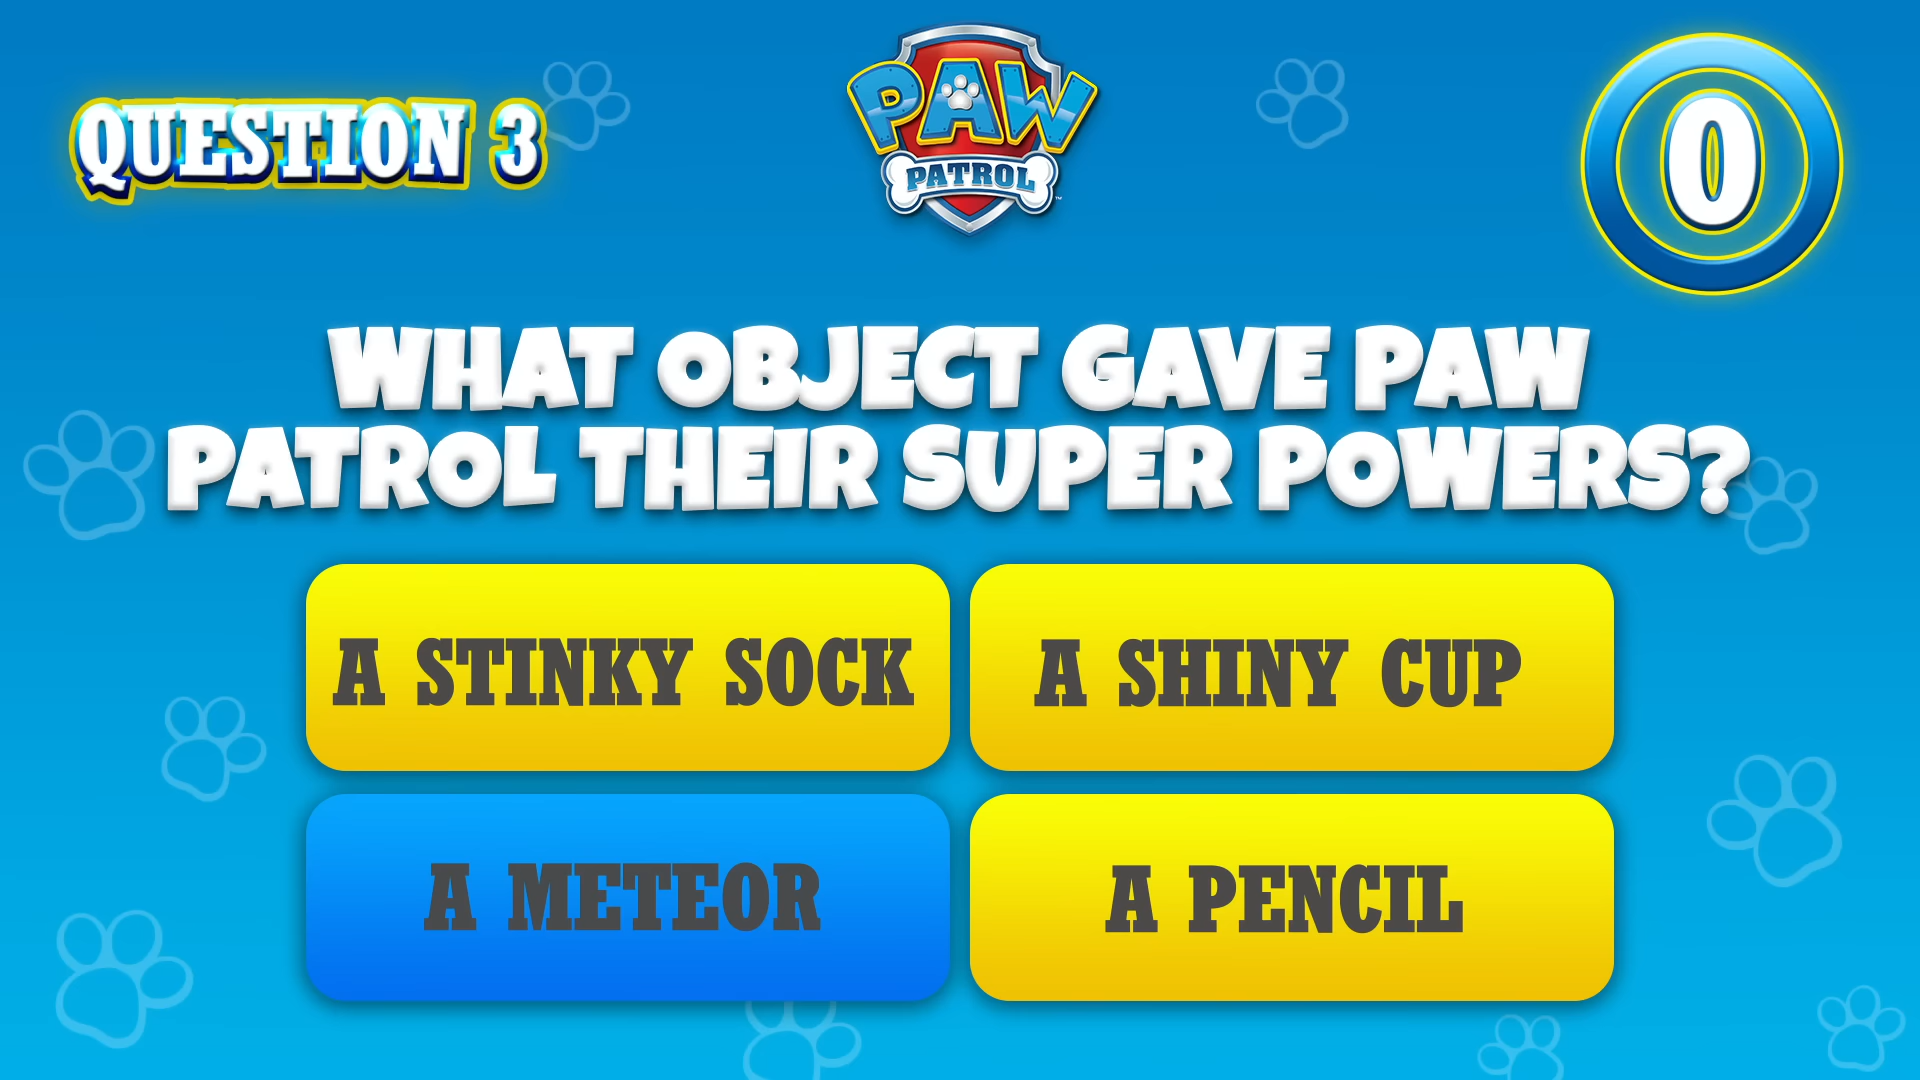 QUESTION 3
PAW
PATROL
0
WHAT OBJECT GAVE PAW
PATROL THEIR SUPER POWERS?
A STINKY SOCK
A SHINY CUP
A METEOR
A PENCIL